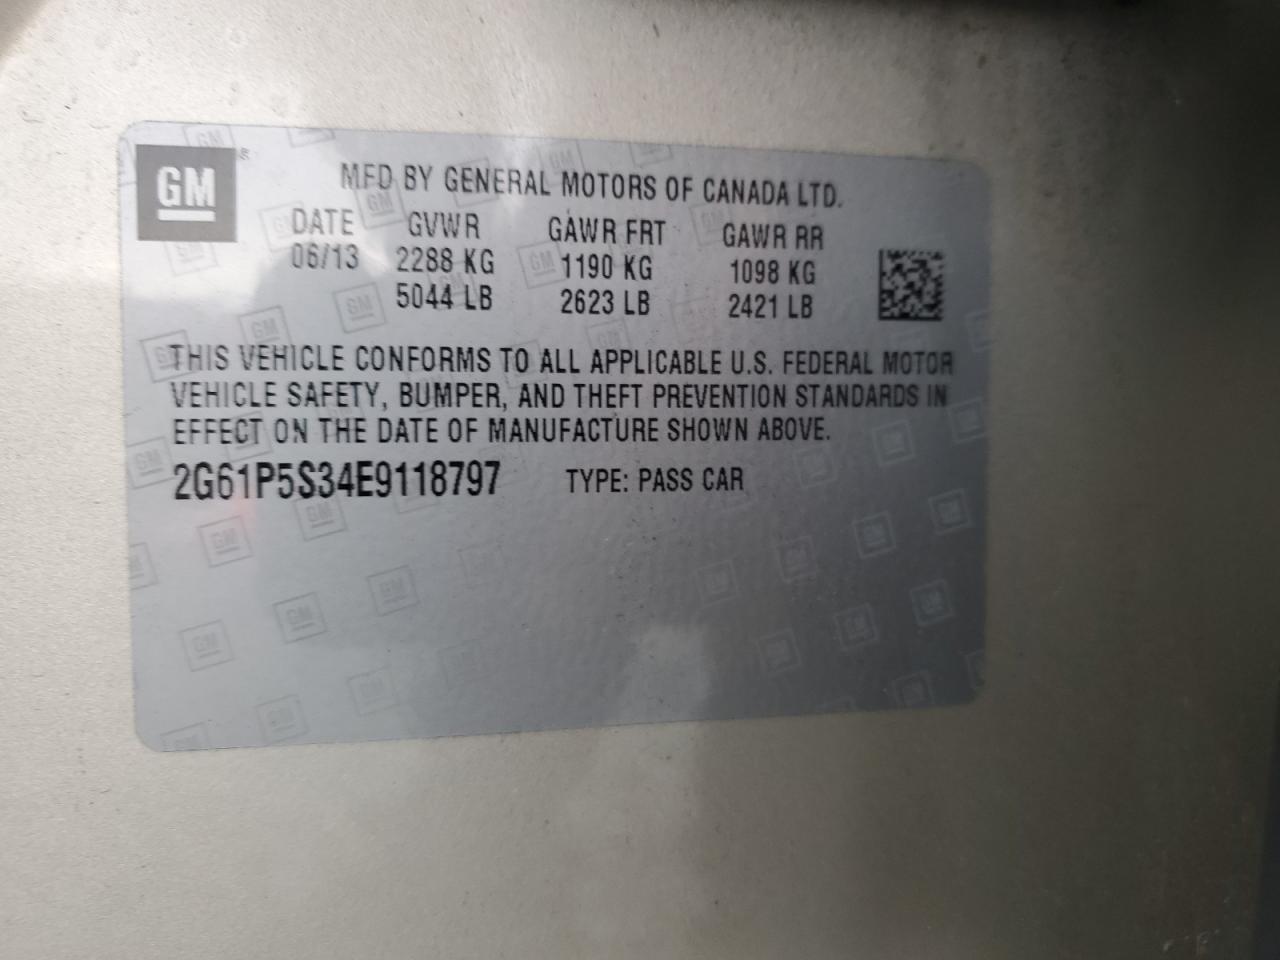 GM
MFD BY GENERAL MOTORS OF CANADA LTD.
DATE GVWR GAWR FRT GAWR RR
06/13 2288 KG 1190 KG 1098 KG
5044 LB 2623 LB 2421 LB
THIS VEHICLE CONFORMS TO ALL APPLICABLE U.S. FEDERAL MOTOR
VEHICLE SAFETY, BUMPER, AND THEFT PREVENTION STANDARDS IN
EFFECT ON THE DATE OF MANUFACTURE SHOWN ABOVE.
2G61P5S34E9118797 TYPE: PASS CAR